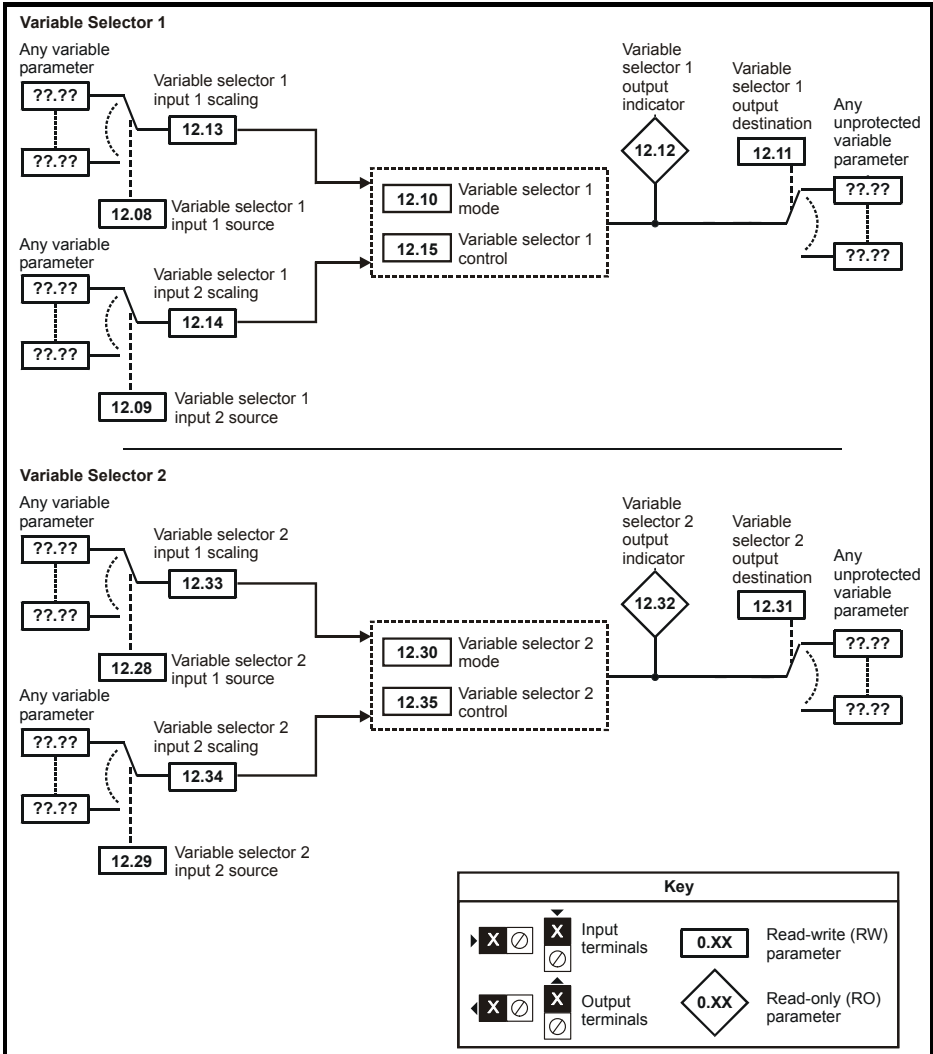 Variable Selector 1
Any variable
parameter
??.??
??.??
Variable selector 1
input 1 scaling
12.13
12.08
Variable selector 1
input 1 source
Any variable
parameter
??.??
??.??
Variable selector 1
input 2 scaling
12.14
12.09
Variable selector 1
input 2 source
12.10
Variable selector 1
mode
12.15
Variable selector 1
control
Variable
selector 1
output
indicator
12.12
Variable
selector 1
output
destination
12.11
Any
unprotected
variable
parameter
??.??
??.??
Variable Selector 2
Any variable
parameter
??.??
??.??
Variable selector 2
input 1 scaling
12.33
12.28
Variable selector 2
input 1 source
Any variable
parameter
??.??
??.??
Variable selector 2
input 2 scaling
12.34
12.29
Variable selector 2
input 2 source
12.30
Variable selector 2
mode
12.35
Variable selector 2
control
Variable
selector 2
output
indicator
12.32
Variable
selector 2
output
destination
12.31
Any
unprotected
variable
parameter
??.??
??.??
Key
X
X
Input
terminals
0.XX
Read-write (RW)
parameter
X
X
Output
terminals
0.XX
Read-only (RO)
parameter